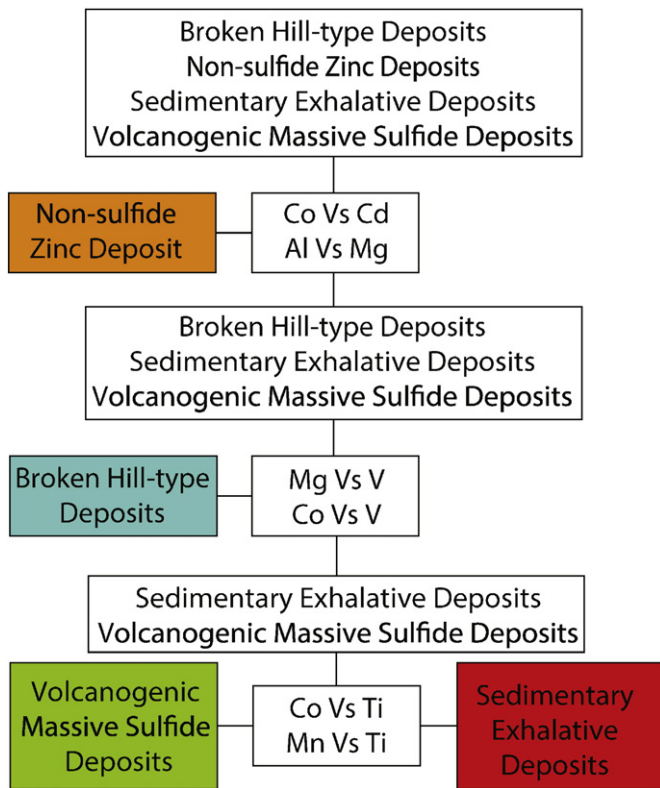 Broken Hill-type Deposits
Non-sulfide Zinc Deposits
Sedimentary Exhalative Deposits
Volcanogenic Massive Sulfide Deposits
Non-sulfide
Zinc Deposit
Co Vs Cd
Al Vs Mg
Broken Hill-type Deposits
Sedimentary Exhalative Deposits
Volcanogenic Massive Sulfide Deposits
Broken Hill-type
Deposits
Mg Vs V
Co Vs V
Sedimentary Exhalative Deposits
Volcanogenic Massive Sulfide Deposits
Volcanogenic
Massive Sulfide
Deposits
Co Vs Ti
Mn Vs Ti
Sedimentary
Exhalative
Deposits